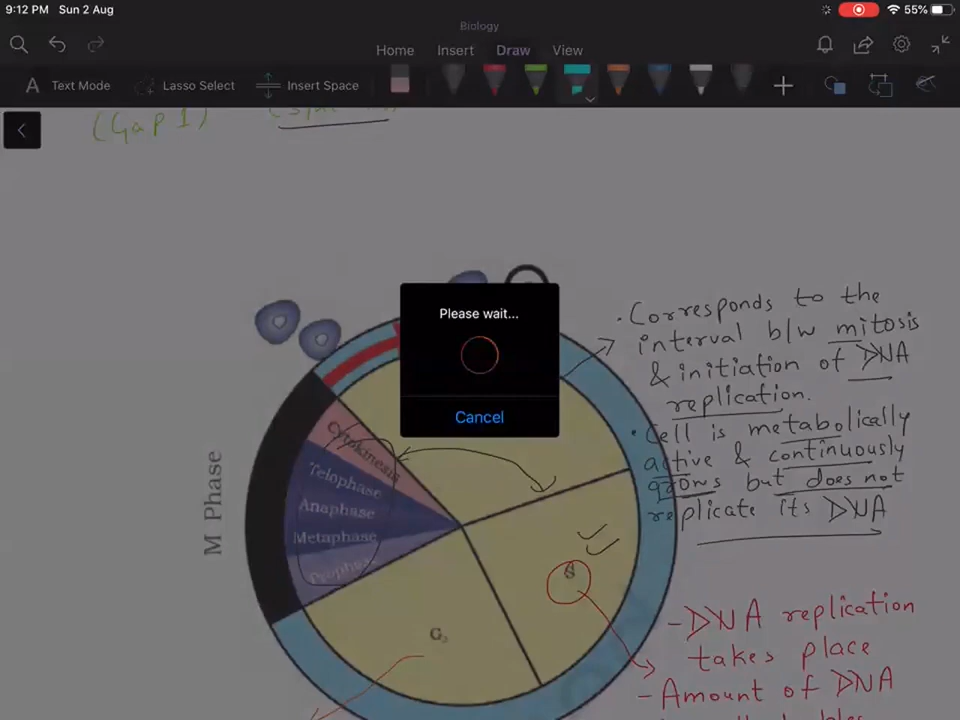 9:12 PM Sun 2 Aug
55%
Biology
Home Insert Draw View
A Text Mode Lasso Select Insert Space
(Gap 1)
Please wait...
Cancel
M Phase
Cytokinesis
Telophase
Anaphase
Metaphase
Prophase
G₂
S
• Corresponds to the
interval b/w mitosis
& initiation of DNA
replication.
• Cell is metabolically
active & continuously
grows but does not
replicate its DNA
- DNA replication
takes place
- Amount of DNA